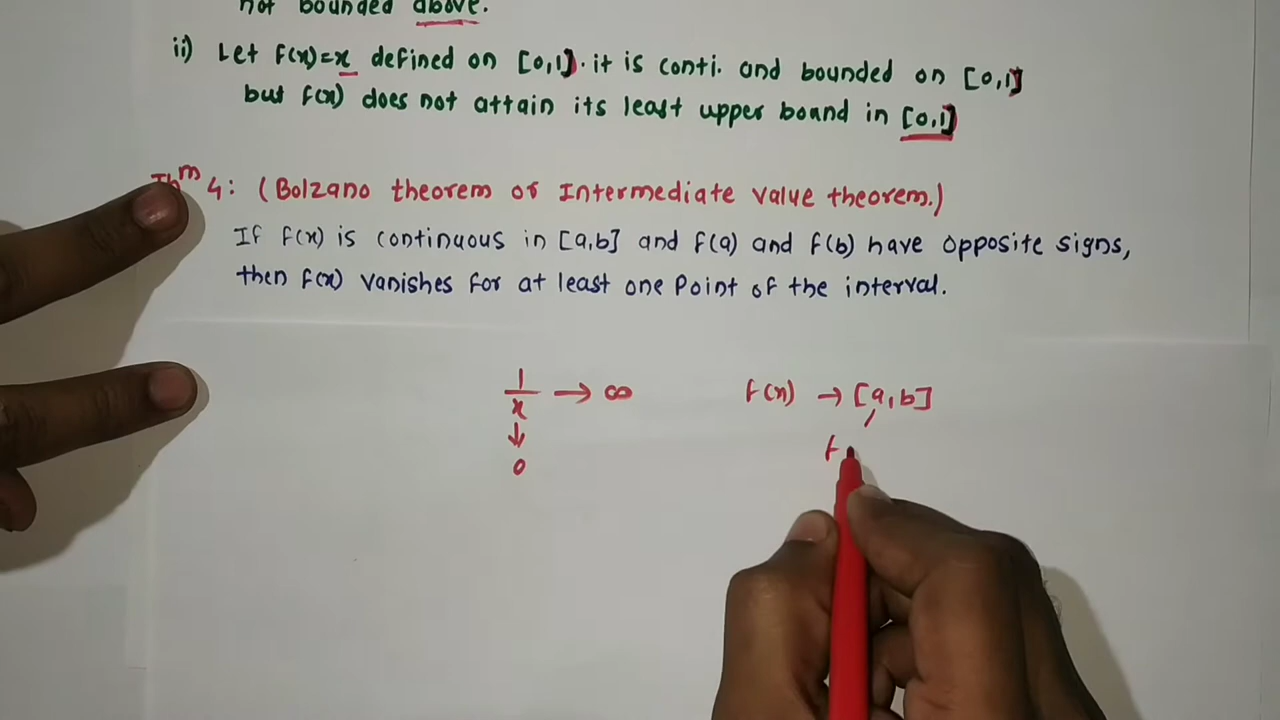 not bounded above.
ii) Let f(x)=x defined on [0,1]. it is conti. and bounded on [0,1]
but f(x) does not attain its least upper bound in [0,1]
4: (Bolzano theorem or Intermediate value theorem.)
If f(x) is continuous in [a,b] and f(a) and f(b) have opposite signs,
then f(x) vanishes for at least one Point of the interval.
1/x → ∞ f(x) → [a,b]
↓
0 f